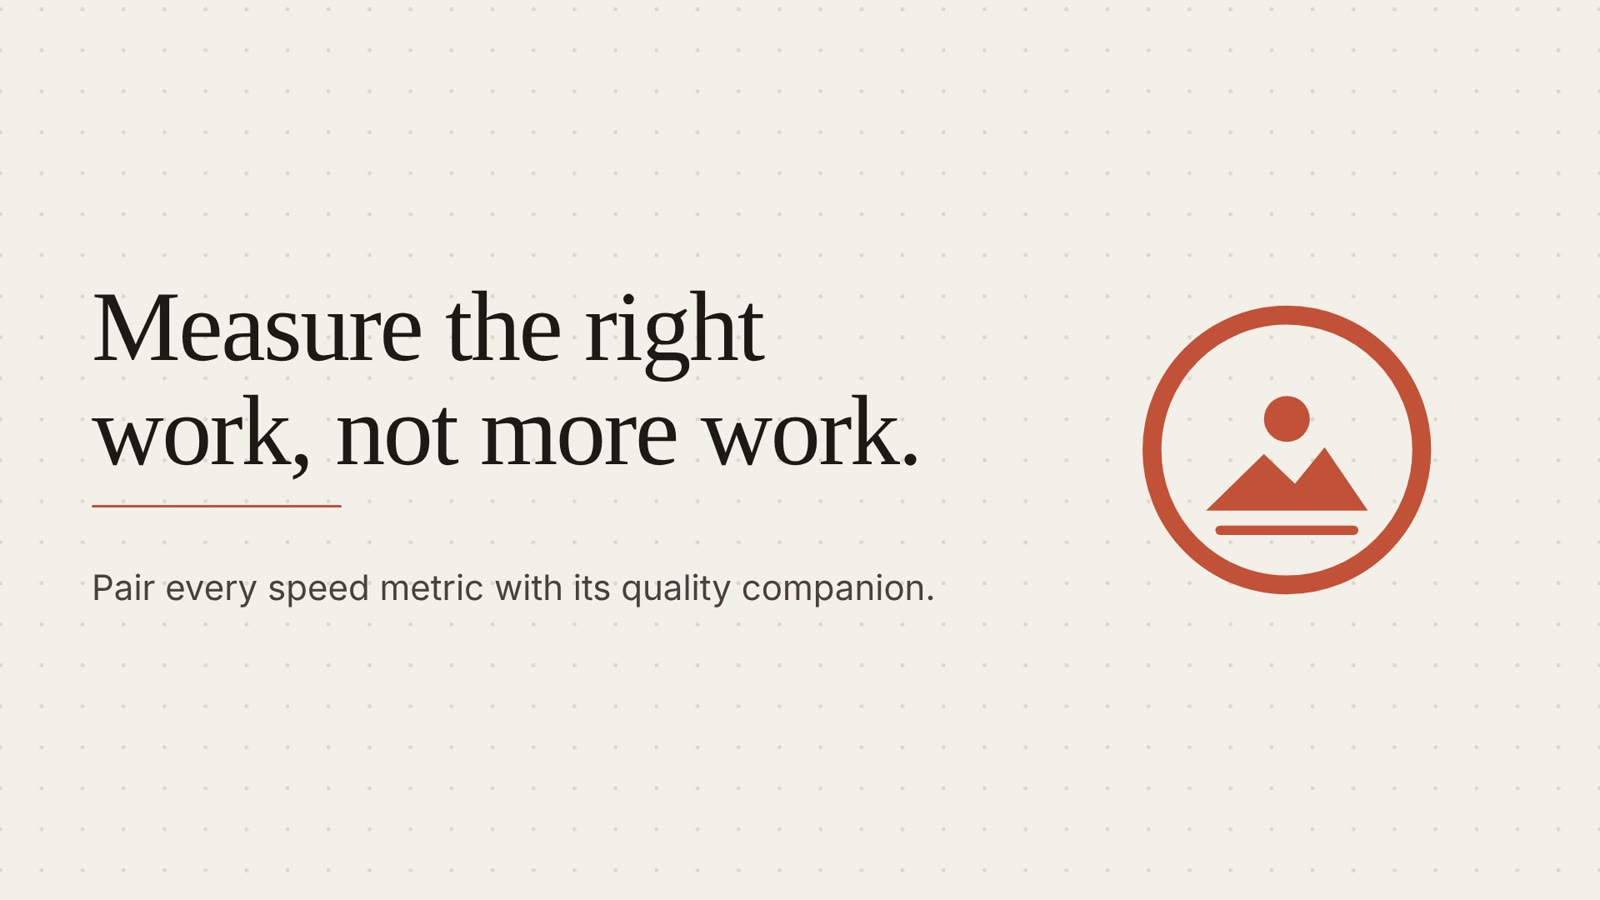 Measure the right
work, not more work.
Pair every speed metric with its quality companion.